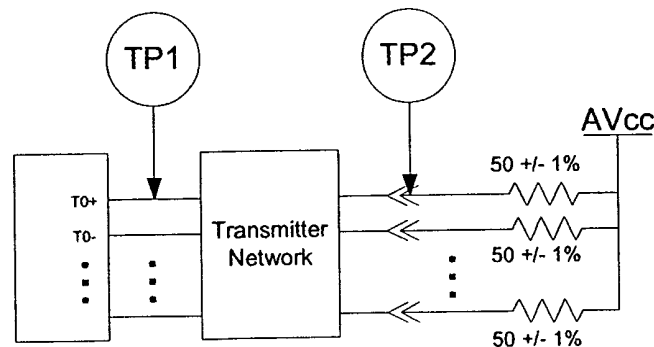 TP1
TP2
AVcc
50 +/- 1%
T0+
T0-
Transmitter
Network
50 +/- 1%
50 +/- 1%